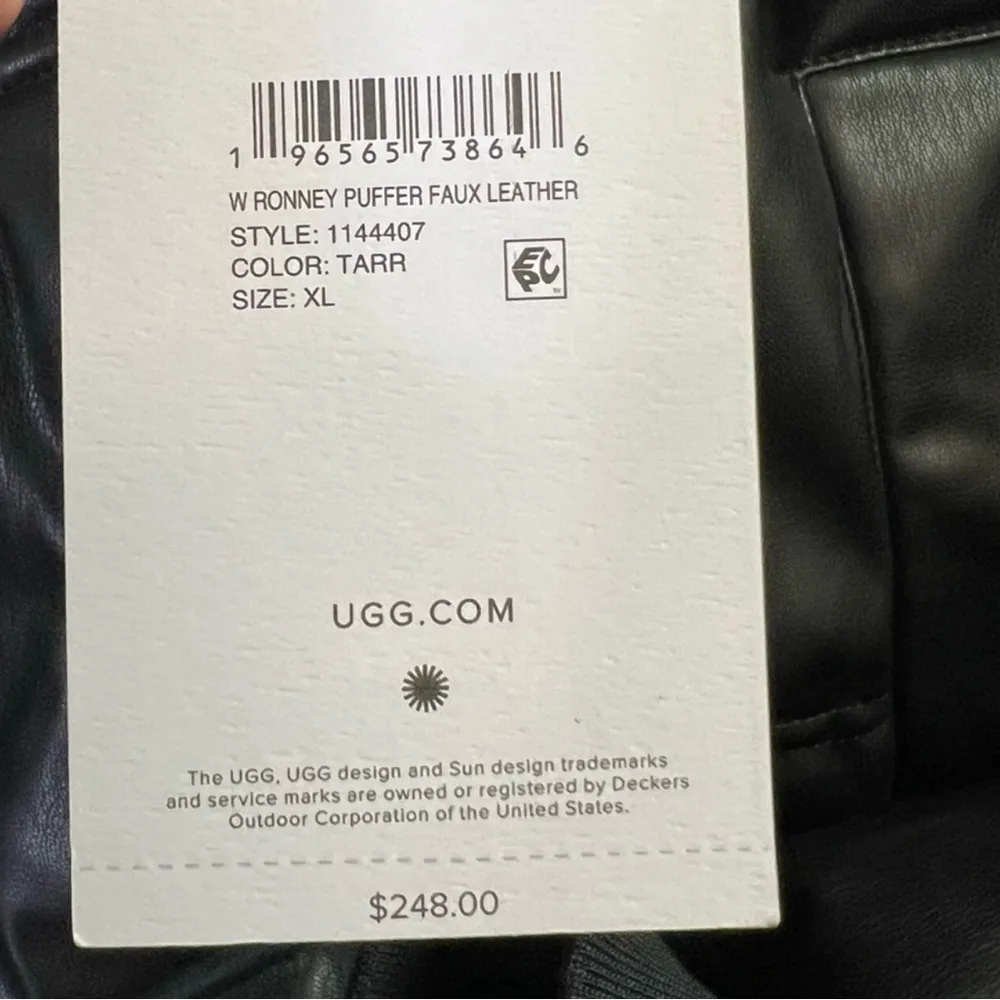 1 96565 73864 6
W RONNEY PUFFER FAUX LEATHER
STYLE: 1144407
COLOR: TARR
EPC
SIZE: XL
UGG.COM
The UGG, UGG design and Sun design trademarks
and service marks are owned or registered by Deckers
Outdoor Corporation of the United States.
$248.00